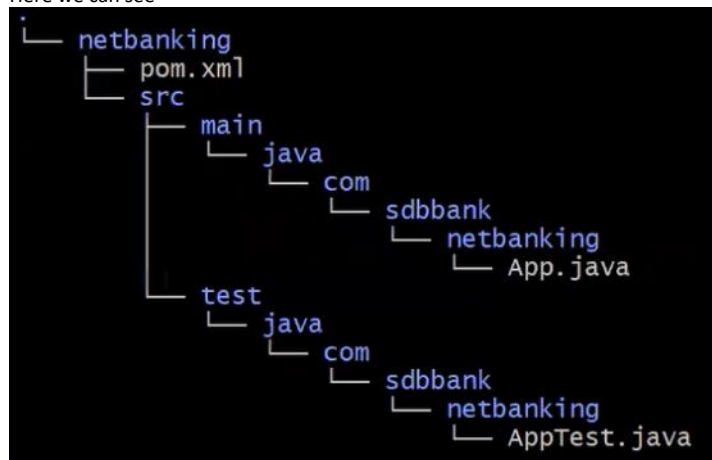 Here we can see
.
└── netbanking
    ├── pom.xml
    └── src
        ├── main
        │   └── java
        │       └── com
        │           └── sdbbank
        │               └── netbanking
        │                   └── App.java
        └── test
            └── java
                └── com
                    └── sdbbank
                        └── netbanking
                            └── AppTest.java